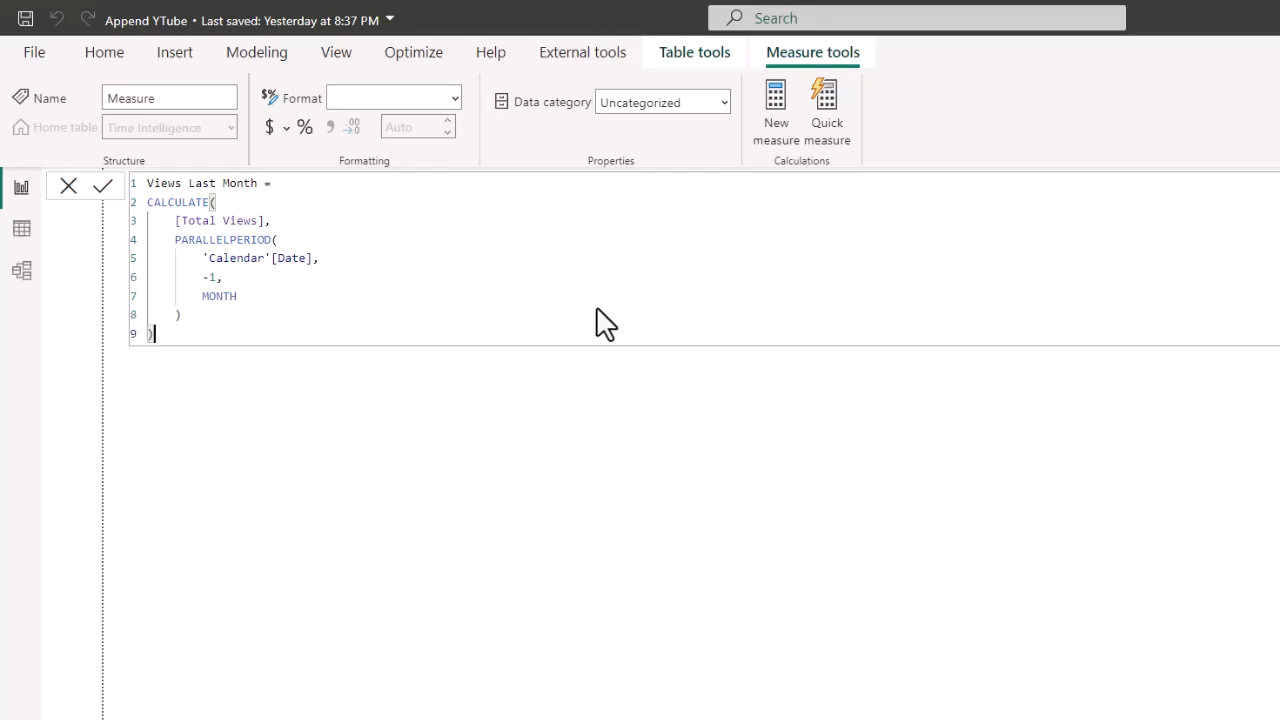 Append YTube • Last saved: Yesterday at 8:37 PM
Search
File Home Insert Modeling View Optimize Help External tools Table tools Measure tools
Name Measure
Home table Time Intelligence
Structure
$% Format
$ % , .00 Auto
Formatting
Data category Uncategorized
Properties
New measure
Quick measure
Calculations
1 Views Last Month =
2 CALCULATE(
3 [Total Views],
4 PARALLELPERIOD(
5 'Calendar'[Date],
6 -1,
7 MONTH
8 )
9 )